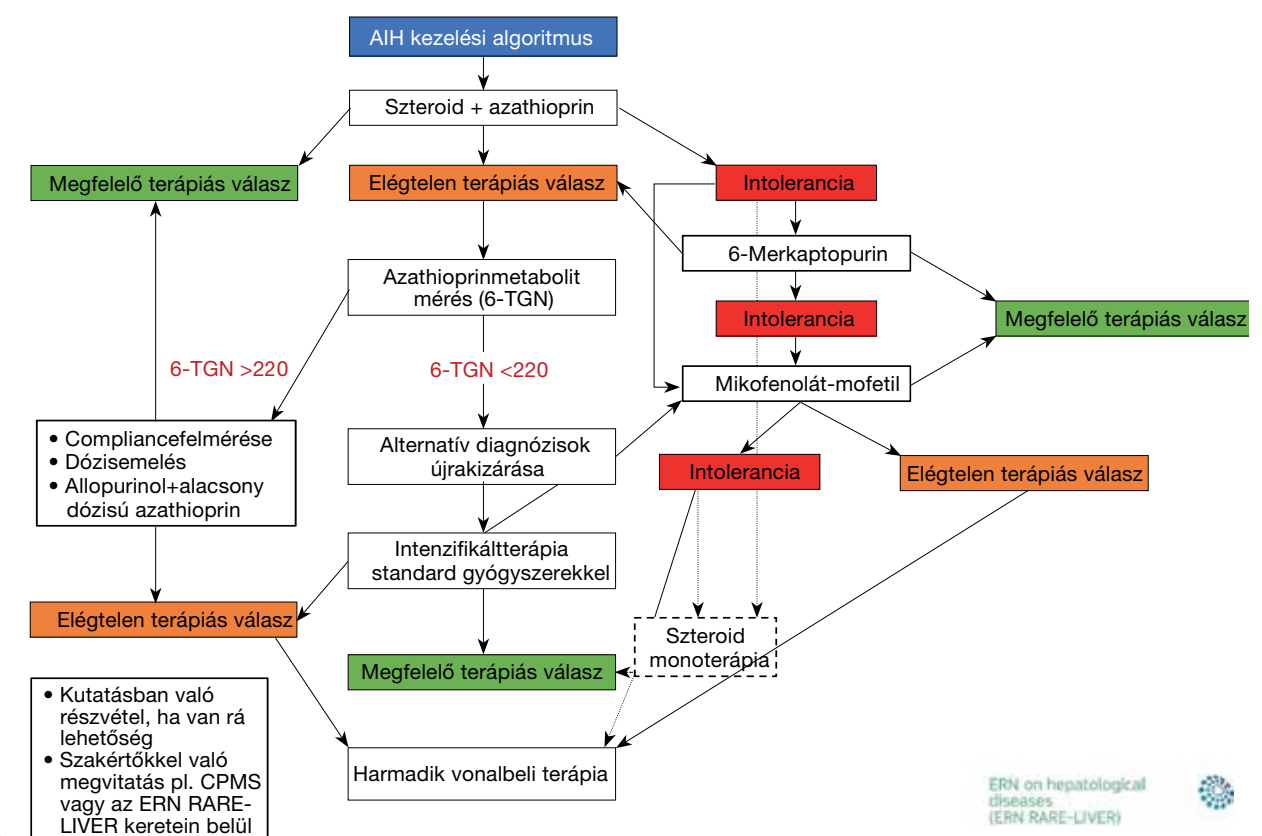 AIH kezelési algoritmus
Szteroid + azathioprin
Megfelelő terápiás válasz
Elégtelen terápiás válasz
Intolerancia
6-Merkaptopurin
Azathioprinmetabolit
mérés (6-TGN)
Intolerancia
Megfelelő terápiás válasz
6-TGN >220
6-TGN <220
Mikofenolát-mofetil
• Compliancefelmérése
• Dózisemelés
• Allopurinol+alacsony
dózisú azathioprin
Alternatív diagnózisok
újrakizárása
Intolerancia
Elégtelen terápiás válasz
Intenzifikáltterápia
standard gyógyszerekkel
Elégtelen terápiás válasz
Szteroid
monoterápia
Megfelelő terápiás válasz
• Kutatásban való
részvétel, ha van rá
lehetőség
• Szakértőkkel való
megvitatás pl. CPMS
vagy az ERN RARE-
LIVER keretein belül
Harmadik vonalbeli terápia
ERN on hepatological
diseases
(ERN RARE-LIVER)